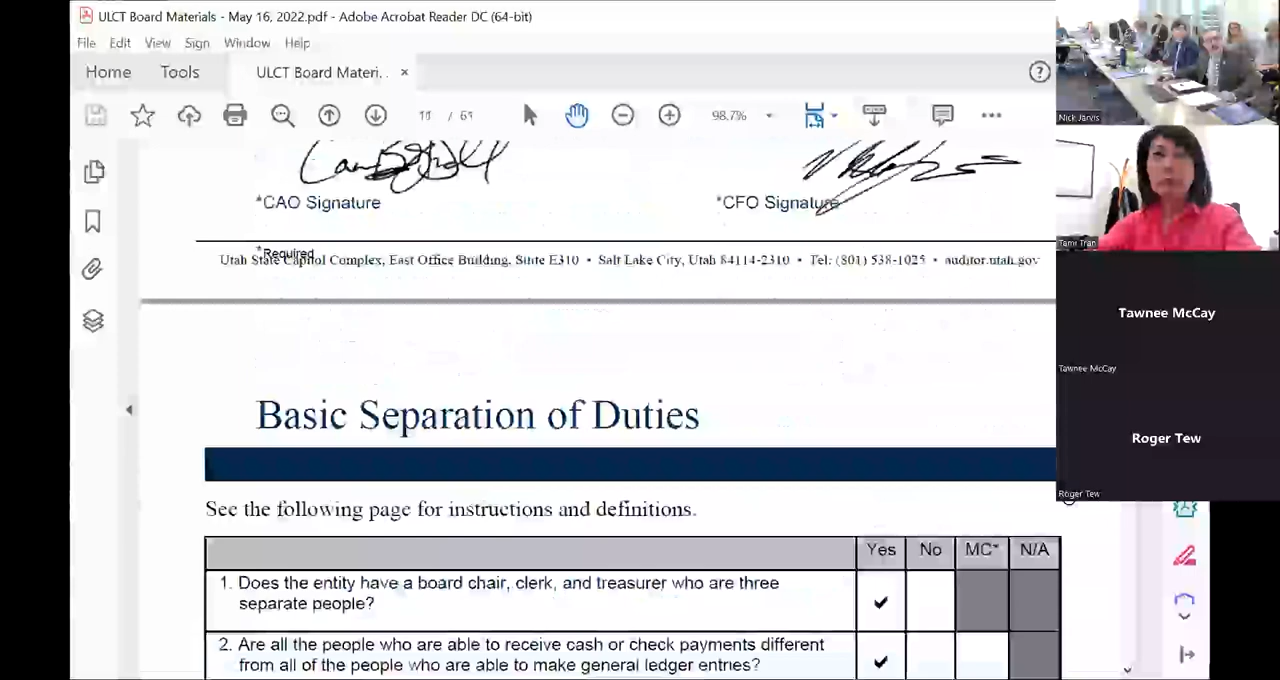 ULCT Board Materials - May 16, 2022.pdf - Adobe Acrobat Reader DC (64-bit)
File Edit View Sign Window Help
Home Tools ULCT Board Materi... ×
/ 61 98.7%
*CAO Signature *CFO Signature
*Required
Utah State Capitol Complex, East Office Building, Suite E310 • Salt Lake City, Utah 84114-2310 • Tel: (801) 538-1025 • auditor.utah.gov
Basic Separation of Duties
See the following page for instructions and definitions.
Yes No MC* N/A
1. Does the entity have a board chair, clerk, and treasurer who are three
separate people?
2. Are all the people who are able to receive cash or check payments different
from all of the people who are able to make general ledger entries?
Nick Jarvis
Tami Tran
Tawnee McCay
Tawnee McCay
Roger Tew
Roger Tew